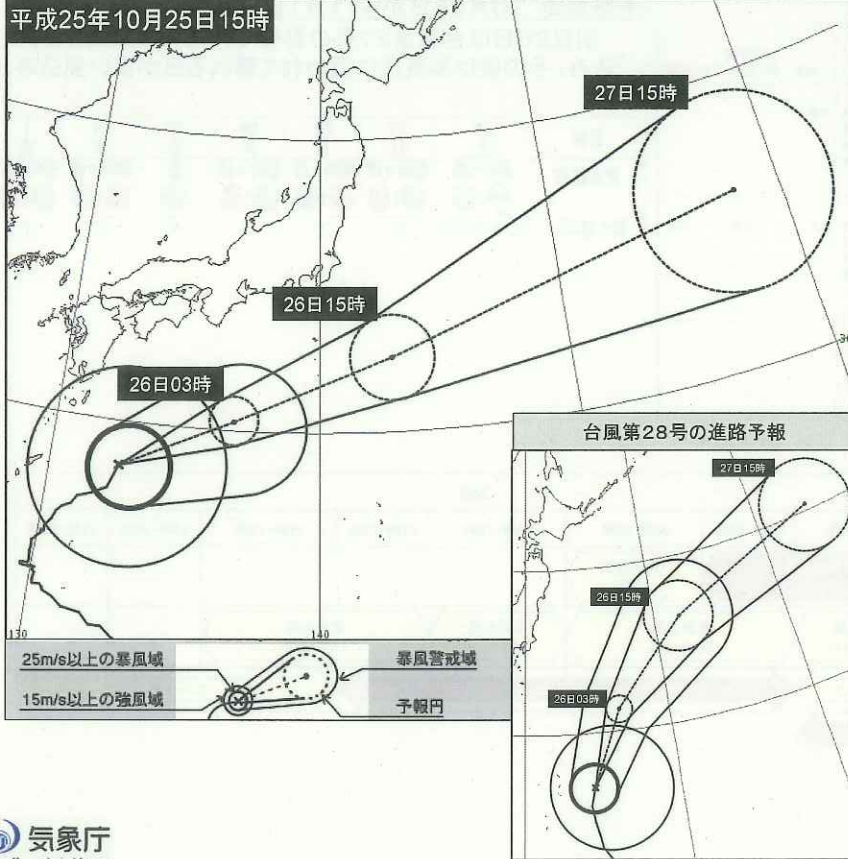 平成25年10月25日15時
27日15時
26日15時
26日03時
130
140
25m/s以上の暴風域
15m/s以上の強風域
暴風警戒域
予報円
台風第28号の進路予報
27日15時
26日15時
26日03時
気象庁